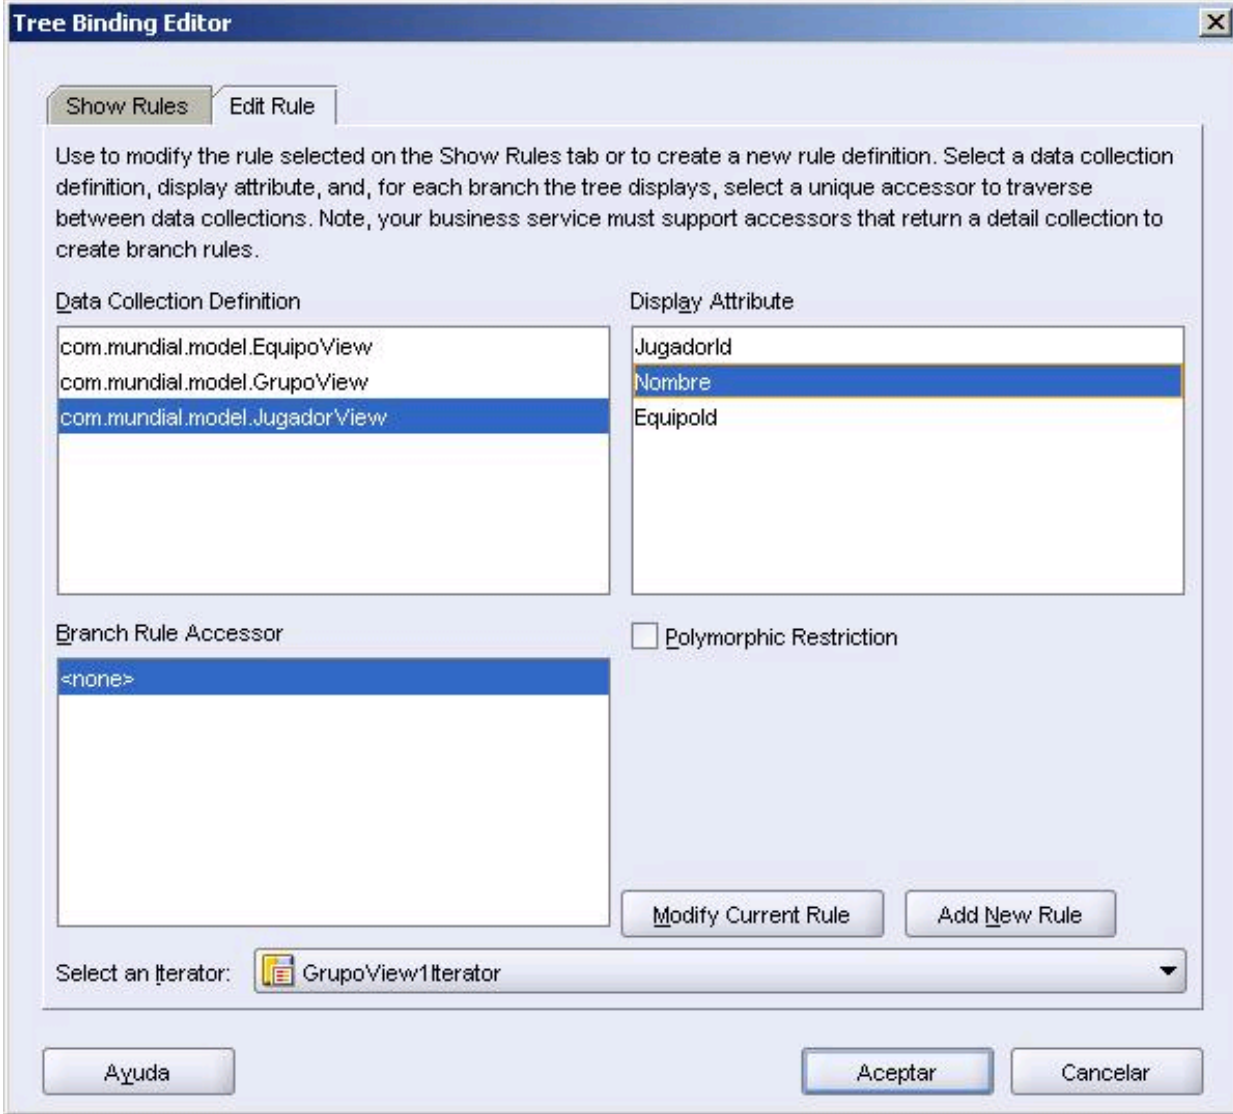 Tree Binding Editor
Show Rules
Edit Rule
Use to modify the rule selected on the Show Rules tab or to create a new rule definition. Select a data collection
definition, display attribute, and, for each branch the tree displays, select a unique accessor to traverse
between data collections. Note, your business service must support accessors that return a detail collection to
create branch rules.
Data Collection Definition
Display Attribute
com.mundial.model.EquipoView
com.mundial.model.GrupoView
com.mundial.model.JugadorView
JugadorId
Nombre
EquipoId
Branch Rule Accessor
Polymorphic Restriction
<none>
Modify Current Rule
Add New Rule
Select an Iterator:
GrupoView1Iterator
Ayuda
Aceptar
Cancelar